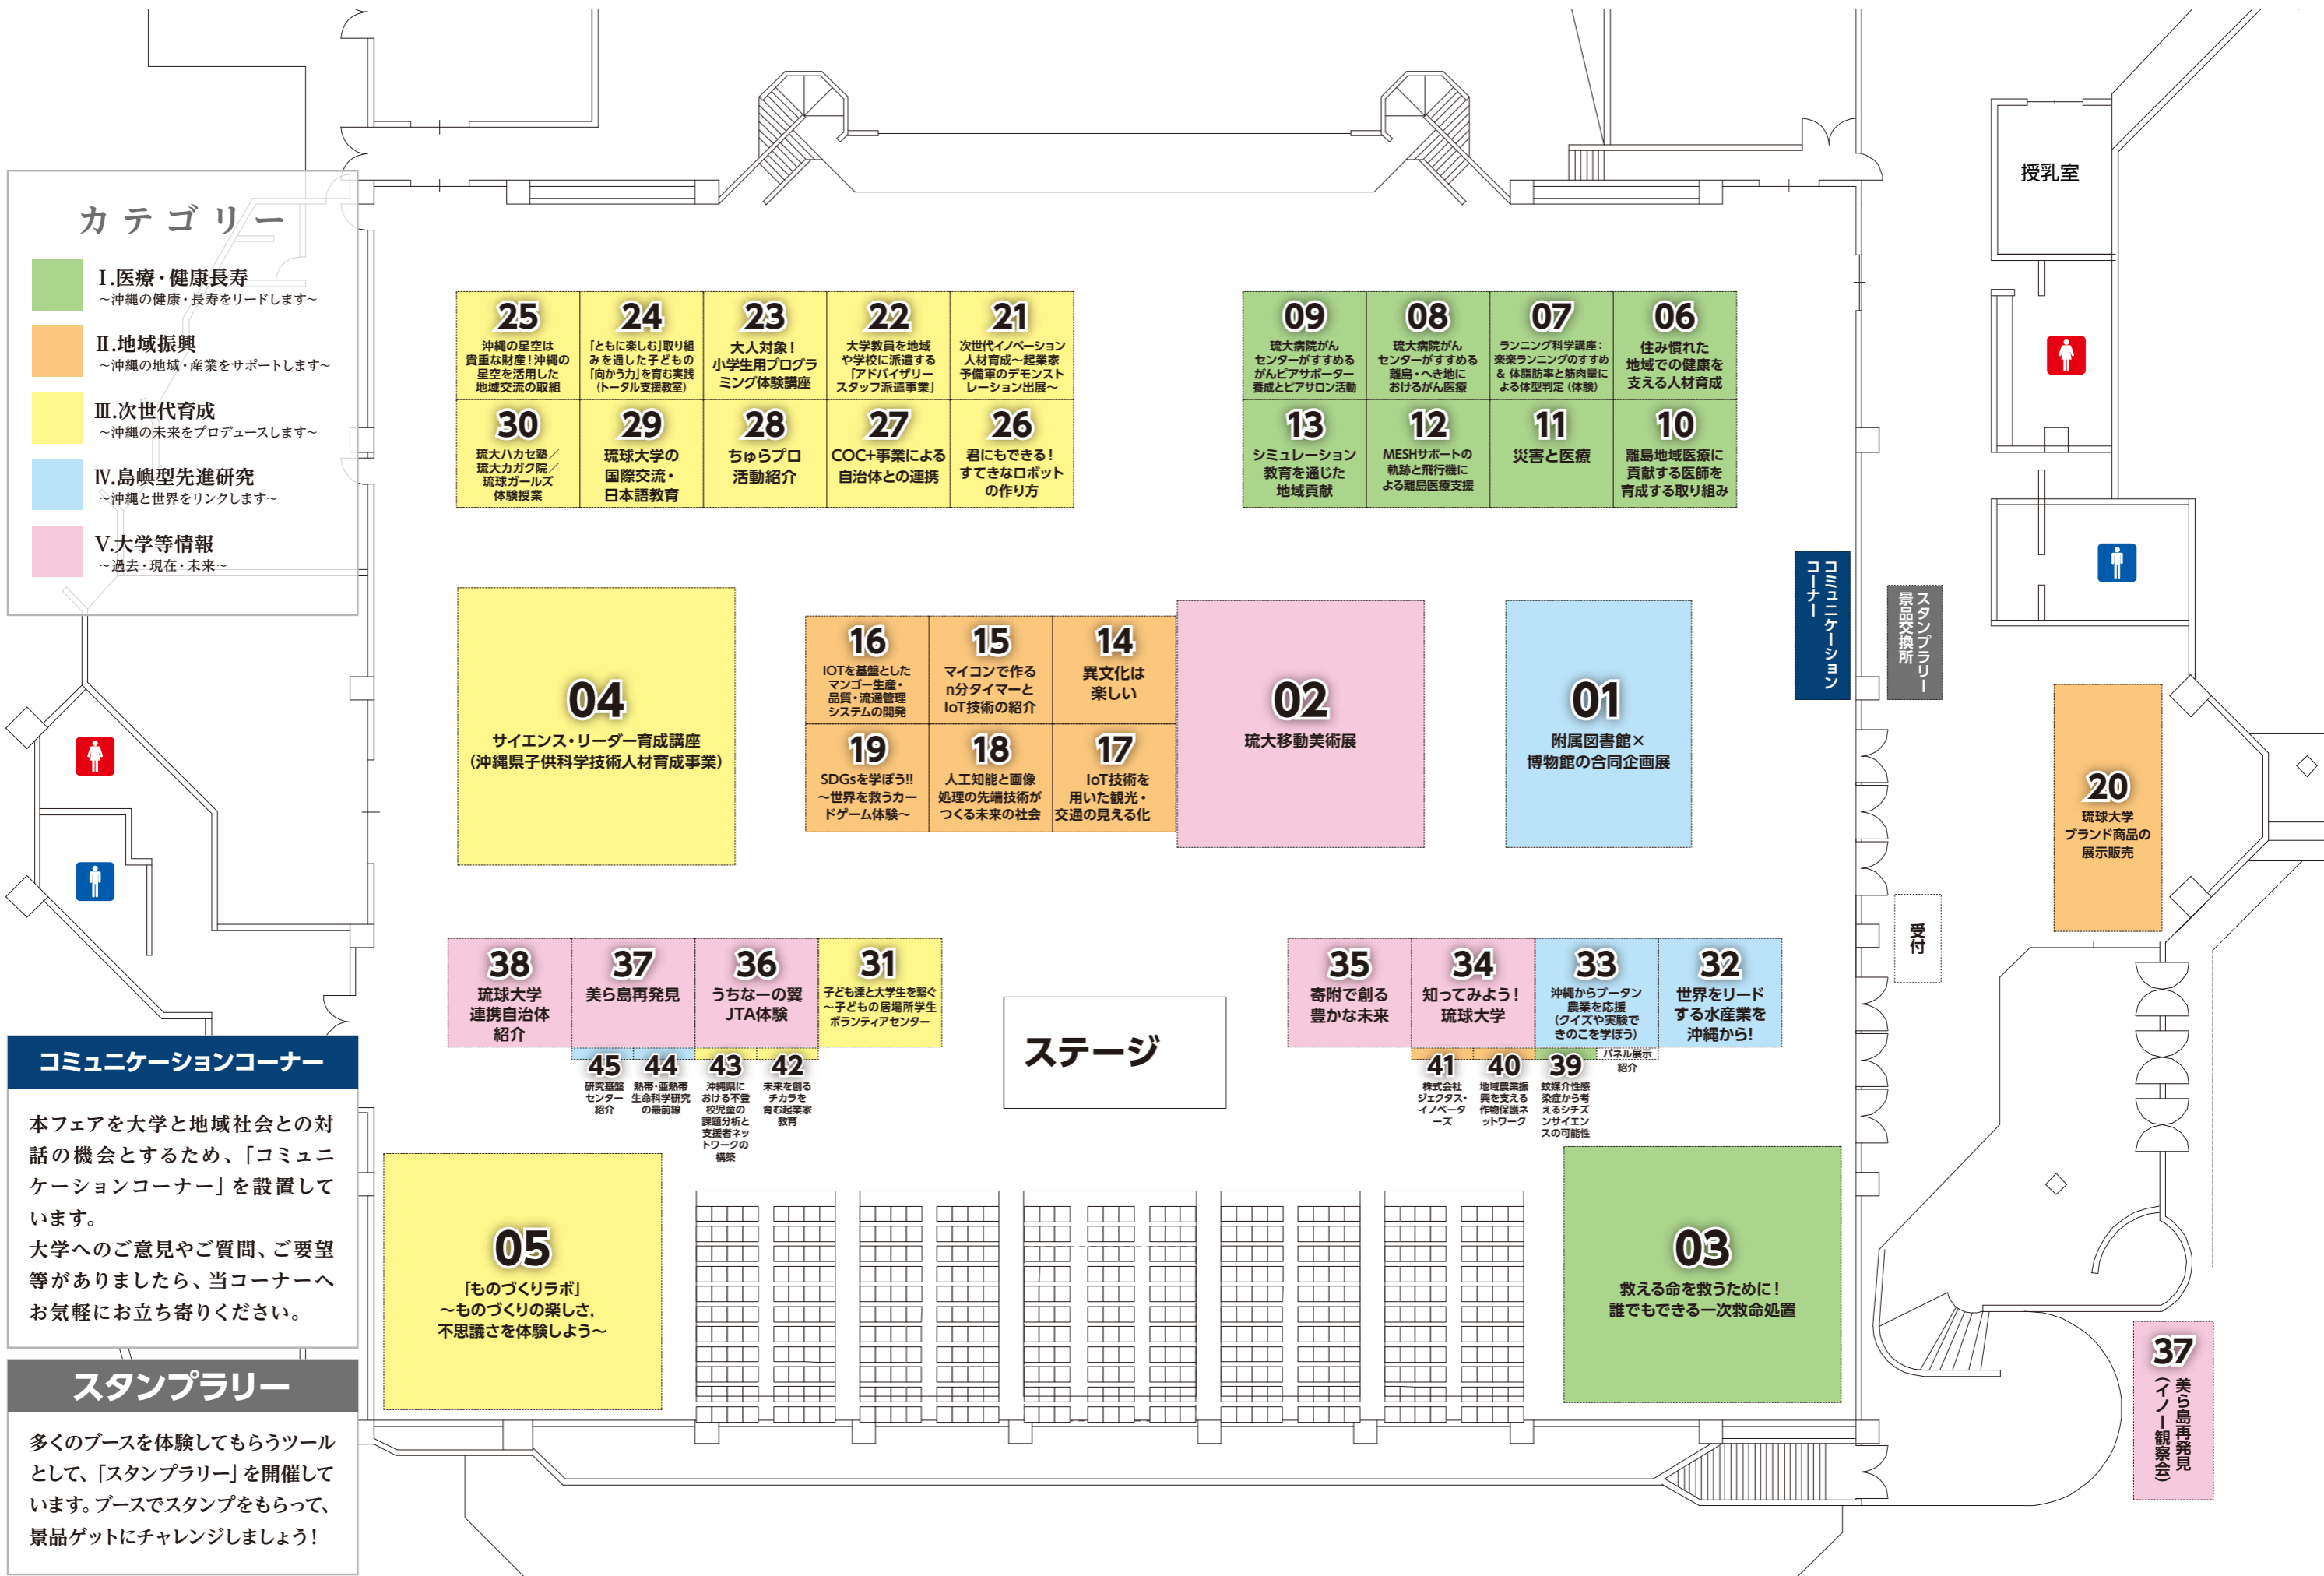 カテゴリー
Ⅰ.医療・健康長寿
～沖縄の健康・長寿をリードします～
Ⅱ.地域振興
～沖縄の地域・産業をサポートします～
Ⅲ.次世代育成
～沖縄の未来をプロデュースします～
Ⅳ.島嶼型先進研究
～沖縄と世界をリンクします～
Ⅴ.大学等情報
～過去・現在・未来～
25
沖縄の星空は
貴重な財産！沖縄の
星空を活用した
地域交流の取組
24
「ともに楽しむ」取り組
みを通した子どもの
「向かう力」を育む実践
（トータル支援教室）
23
大人対象！
小学生用プログラ
ミング体験講座
22
大学教員を地域
や学校に派遣する
「アドバイザリー
スタッフ派遣事業」
21
次世代イノベーション
人材育成～起業家
予備軍のデモンスト
レーション出展～
30
琉大ハカセ塾／
琉大カガク院／
琉球ガールズ
体験授業
29
琉球大学の
国際交流・
日本語教育
28
ちゅらプロ
活動紹介
27
COC+事業による
自治体との連携
26
君にもできる！
すてきなロボット
の作り方
09
琉大病院がん
センターがすすめる
がんピアサポーター
養成とピアサロン活動
08
琉大病院がん
センターがすすめる
離島・へき地に
おけるがん医療
07
ランニング科学講座：
楽楽ランニングのすすめ
& 体脂肪率と筋肉量に
よる体型判定（体験）
06
住み慣れた
地域での健康を
支える人材育成
13
シミュレーション
教育を通じた
地域貢献
12
MESHサポートの
軌跡と飛行機に
よる離島医療支援
11
災害と医療
10
離島地域医療に
貢献する医師を
育成する取り組み
授乳室
コミュニケーション
コーナー
スタンプラリー
景品交換所
04
サイエンス・リーダー育成講座
（沖縄県子供科学技術人材育成事業）
16
IOTを基盤とした
マンゴー生産・
品質・流通管理
システムの開発
15
マイコンで作る
n分タイマーと
IoT技術の紹介
14
異文化は
楽しい
19
SDGsを学ぼう!!
～世界を救うカー
ドゲーム体験～
18
人工知能と画像
処理の先端技術が
つくる未来の社会
17
IoT技術を
用いた観光・
交通の見える化
02
琉大移動美術展
01
附属図書館×
博物館の合同企画展
20
琉球大学
ブランド商品の
展示販売
受付
38
琉球大学
連携自治体
紹介
37
美ら島再発見
36
うちなーの翼
JTA体験
31
子ども達と大学生を繋ぐ
～子どもの居場所学生
ボランティアセンター
45
研究基盤
センター
紹介
44
熱帯・亜熱帯
生命科学研究
の最前線
43
沖縄県に
おける不登
校児童の
課題分析と
支援者ネッ
トワークの
構築
42
未来を創る
チカラを
育む起業家
教育
ステージ
35
寄附で創る
豊かな未来
34
知ってみよう！
琉球大学
33
沖縄からブータン
農業を応援
（クイズや実験で
きのこを学ぼう）
32
世界をリード
する水産業を
沖縄から！
パネル展示
紹介
41
株式会社
ジェクタス・
イノベータ
ーズ
40
地域農業振
興を支える
作物保護ネ
ットワーク
39
蚊媒介性感
染症から考
えるシチズ
ンサイエン
スの可能性
05
「ものづくりラボ」
～ものづくりの楽しさ,
不思議さを体験しよう～
03
救える命を救うために！
誰でもできる一次救命処置
37
美ら島再発見
（イノー観察会）
コミュニケーションコーナー
本フェアを大学と地域社会との対
話の機会とするため、「コミュニ
ケーションコーナー」を設置して
います。
大学へのご意見やご質問、ご要望
等がありましたら、当コーナーへ
お気軽にお立ち寄りください。
スタンプラリー
多くのブースを体験してもらうツール
として、「スタンプラリー」を開催して
います。ブースでスタンプをもらって、
景品ゲットにチャレンジしましょう！